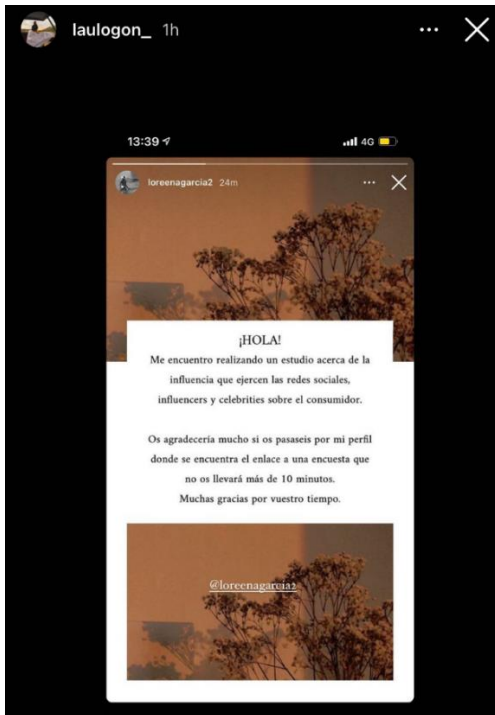 laulogon_ 1h
13:39 4G
loreenagarcia2 24m
¡HOLA!
Me encuentro realizando un estudio acerca de la
influencia que ejercen las redes sociales,
influencers y celebrities sobre el consumidor.
Os agradecería mucho si os pasaseis por mi perfil
donde se encuentra el enlace a una encuesta que
no os llevará más de 10 minutos.
Muchas gracias por vuestro tiempo.
@loreenagarcia2